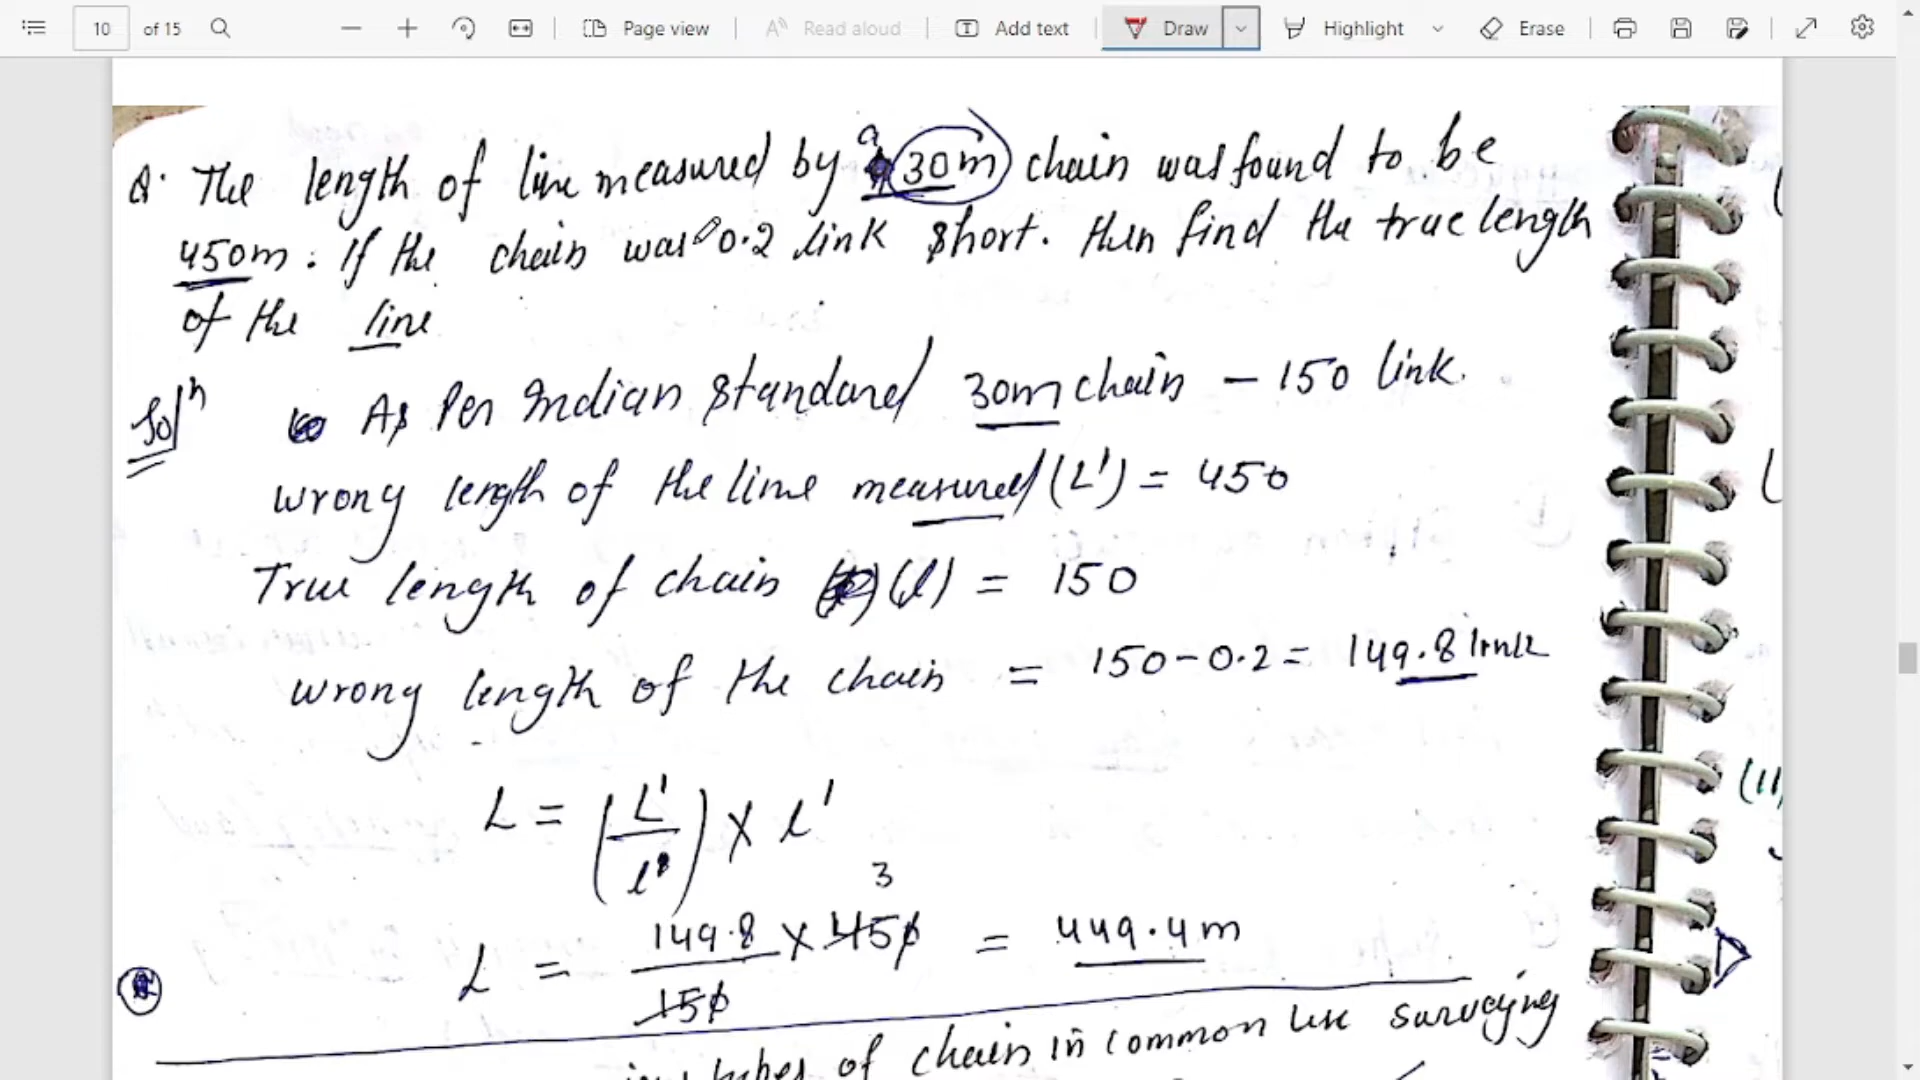 10 of 15 Page view Read aloud Add text Draw Highlight Erase
Q. The length of line measured by a 30m chain was found to be
450m. If the chain was 0.2 link short. then find the true length
of the line
Solⁿ As Per Indian Standard 30m chain - 150 link.
wrong length of the line measured (L') = 450
True length of chain (l) = 150
wrong length of the chain = 150-0.2 = 149.8 link
L = (L'/l) X l'
3
L = 149.8/150 X 450 = 449.4m
types of chain in common use surveying
(11)